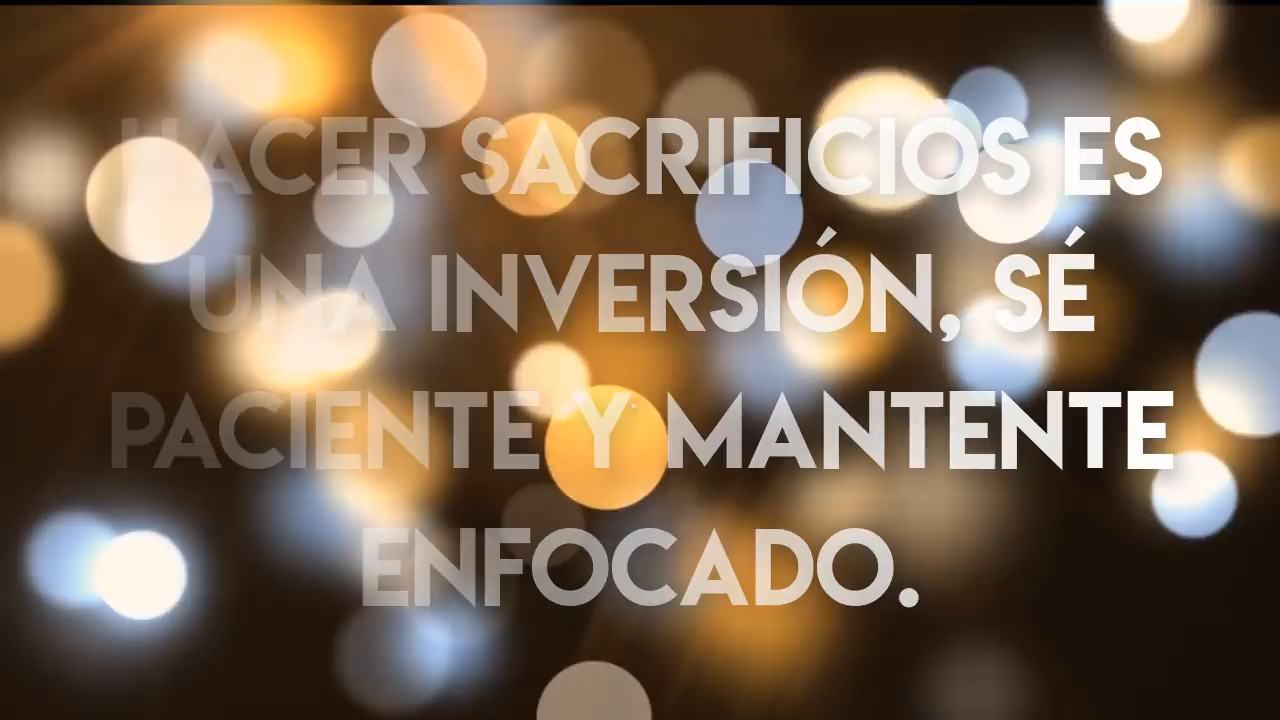 HACER SACRIFICIOS ES
UNA INVERSIÓN, SÉ
PACIENTE Y MANTENTE
ENFOCADO.